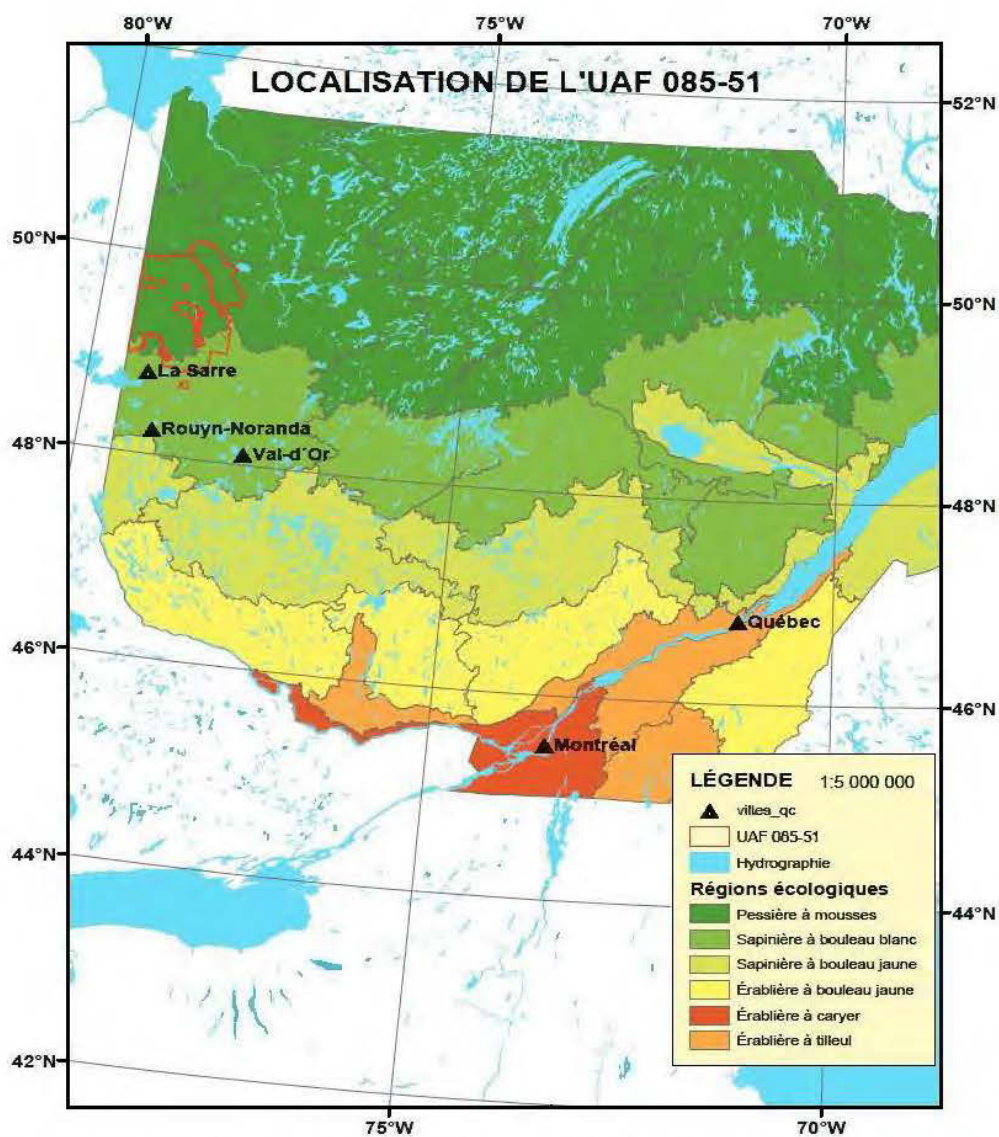 80°W 75°W 70°W
LOCALISATION DE L'UAF 085-51
52°N
50°N
50°N
La Sarre
Rouyn-Noranda
Val-d'Or
48°N
48°N
Québec
46°N
46°N
Montréal
LÉGENDE 1:5 000 000
villes_qc
UAF 085-51
Hydrographie
Régions écologiques
Pessière à mousses
Sapinière à bouleau blanc
Sapinière à bouleau jaune
Érablière à bouleau jaune
Érablière à caryer
Érablière à tilleul
44°N
44°N
42°N
75°W 70°W